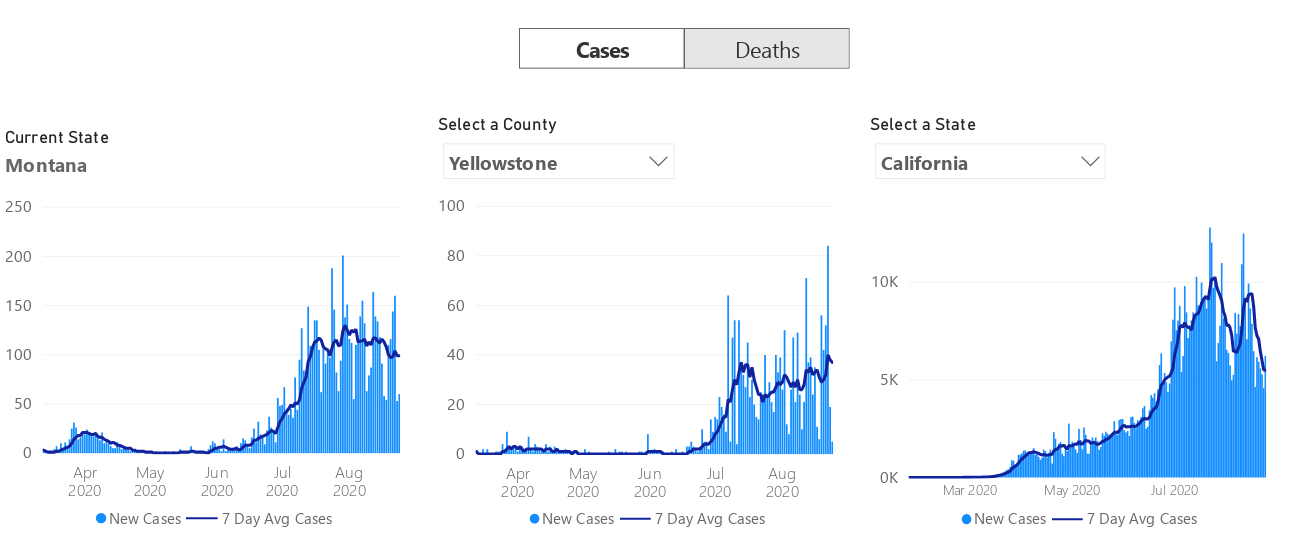 Cases Deaths
Current State
Montana
250
200
150
100
50
0
Apr May Jun Jul Aug
2020 2020 2020 2020 2020
New Cases 7 Day Avg Cases
Select a County
Yellowstone
100
80
60
40
20
0
Apr May Jun Jul Aug
2020 2020 2020 2020 2020
New Cases 7 Day Avg Cases
Select a State
California
10K
5K
0K
Mar 2020 May 2020 Jul 2020
New Cases 7 Day Avg Cases